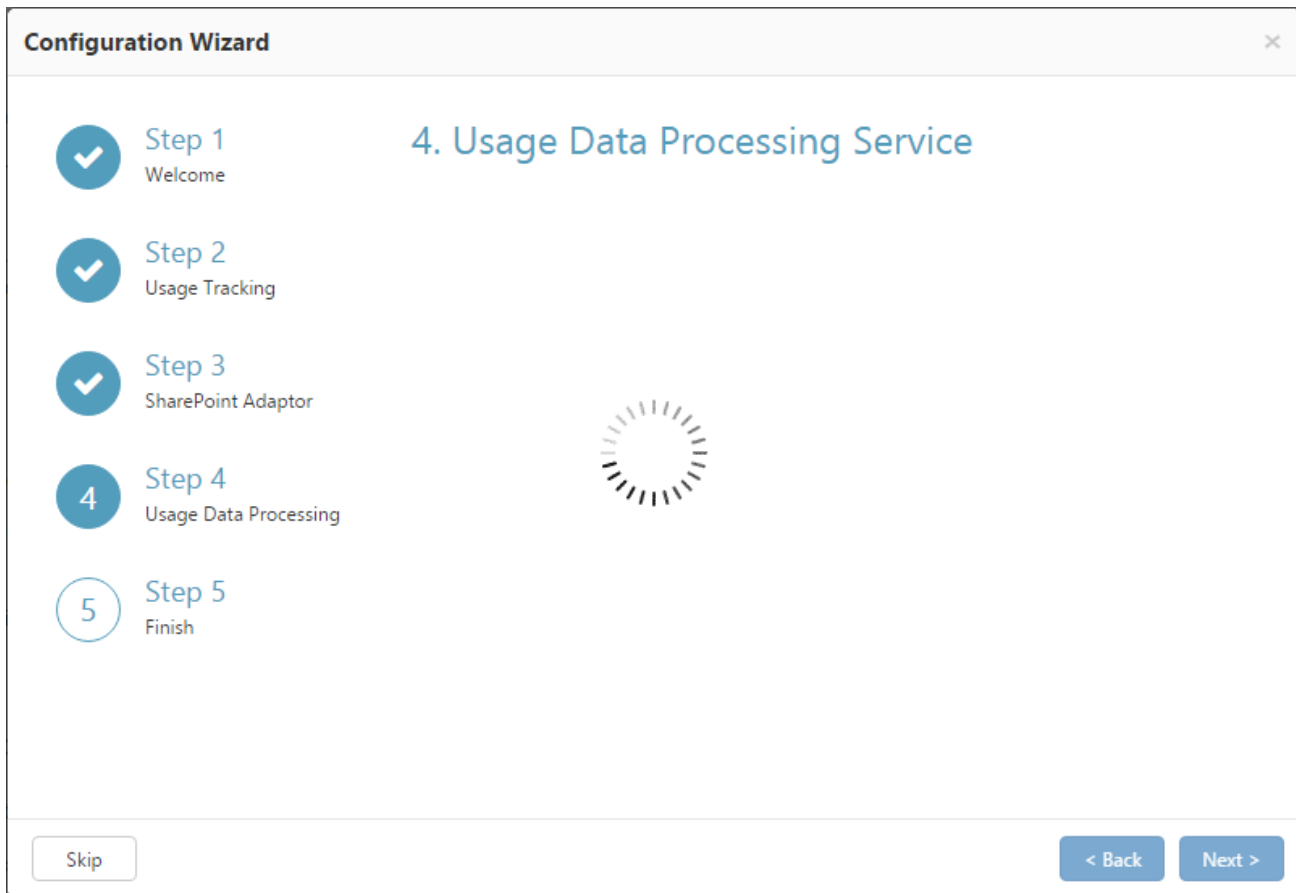 Configuration Wizard
×
Step 1
Welcome
Step 2
Usage Tracking
Step 3
SharePoint Adaptor
4
Step 4
Usage Data Processing
5
Step 5
Finish
4. Usage Data Processing Service
Skip
< Back
Next >